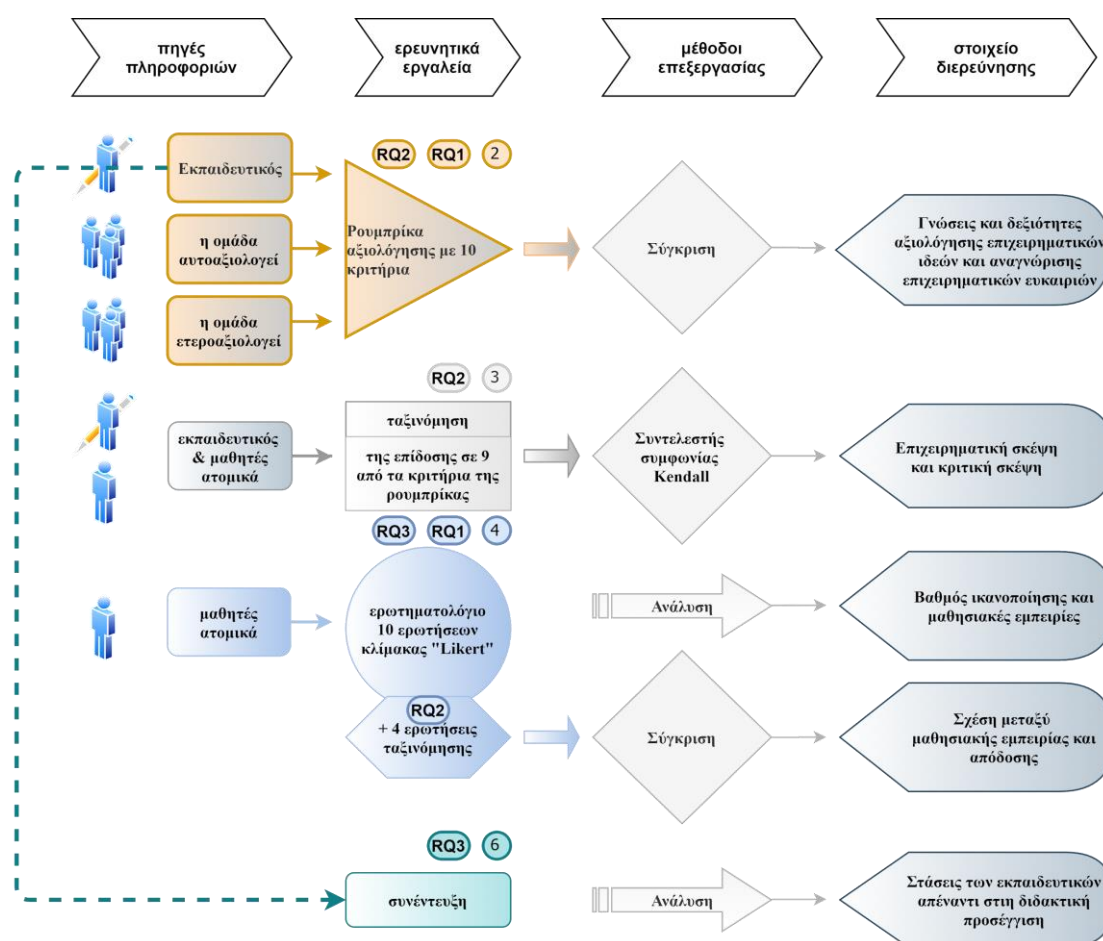 πηγές
πληροφοριών
ερευνητικά
εργαλεία
μέθοδοι
επεξεργασίας
στοιχείο
διερεύνησης
RQ2 RQ1 2
Εκπαιδευτικός
η ομάδα
αυτοαξιολογεί
η ομάδα
ετεροαξιολογεί
Ρουμπρίκα
αξιολόγησης με 10
κριτήρια
Σύγκριση
Γνώσεις και δεξιότητες
αξιολόγησης επιχειρηματικών
ιδεών και αναγνώρισης
επιχειρηματικών ευκαιριών
RQ2 3
εκπαιδευτικός
& μαθητές
ατομικά
ταξινόμηση
της επίδοσης σε 9
από τα κριτήρια της
ρουμπρίκας
Συντελεστής
συμφωνίας
Kendall
Επιχειρηματική σκέψη
και κριτική σκέψη
RQ3 RQ1 4
μαθητές
ατομικά
ερωτηματολόγιο
10 ερωτήσεων
κλίμακας "Likert"
Ανάλυση
Βαθμός ικανοποίησης και
μαθησιακές εμπειρίες
RQ2
+ 4 ερωτήσεις
ταξινόμησης
Σύγκριση
Σχέση μεταξύ
μαθησιακής εμπειρίας και
απόδοσης
RQ3 6
συνέντευξη
Ανάλυση
Στάσεις των εκπαιδευτικών
απέναντι στιη διδακτική
προσέγγιση